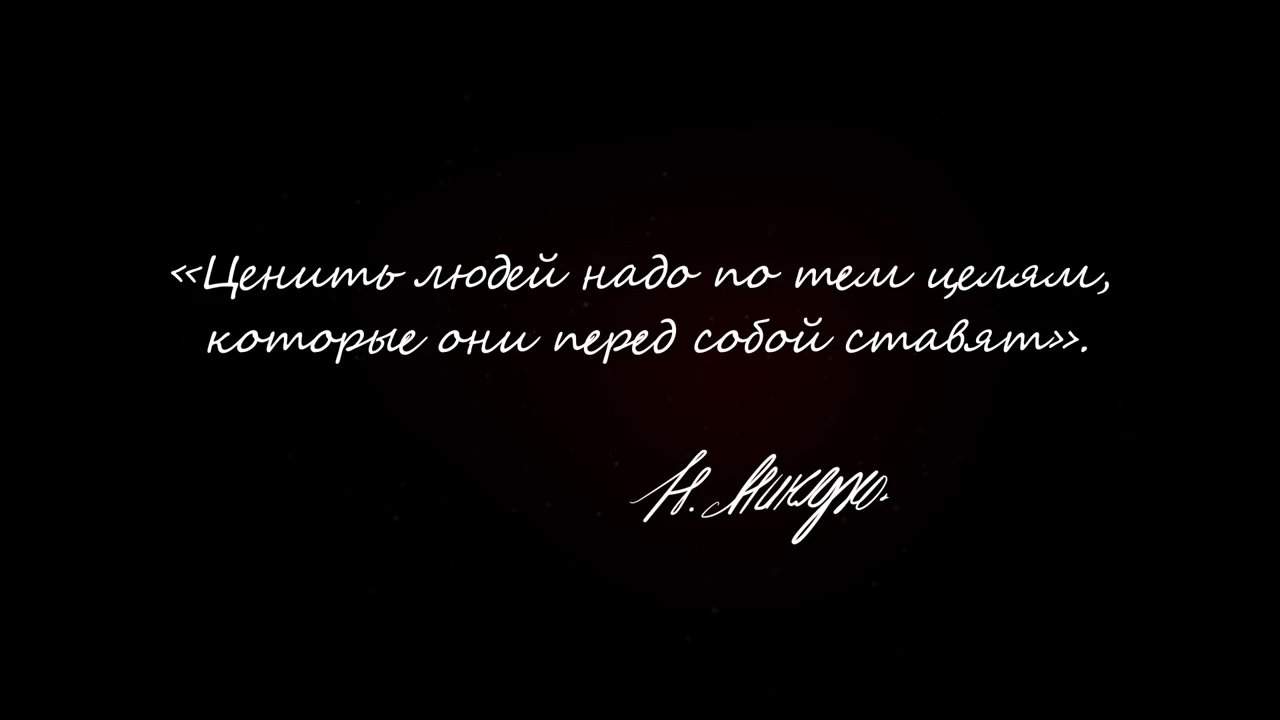 «Ценить людей надо по тем целям,
которые они перед собой ставят».
Н. Миклухо.